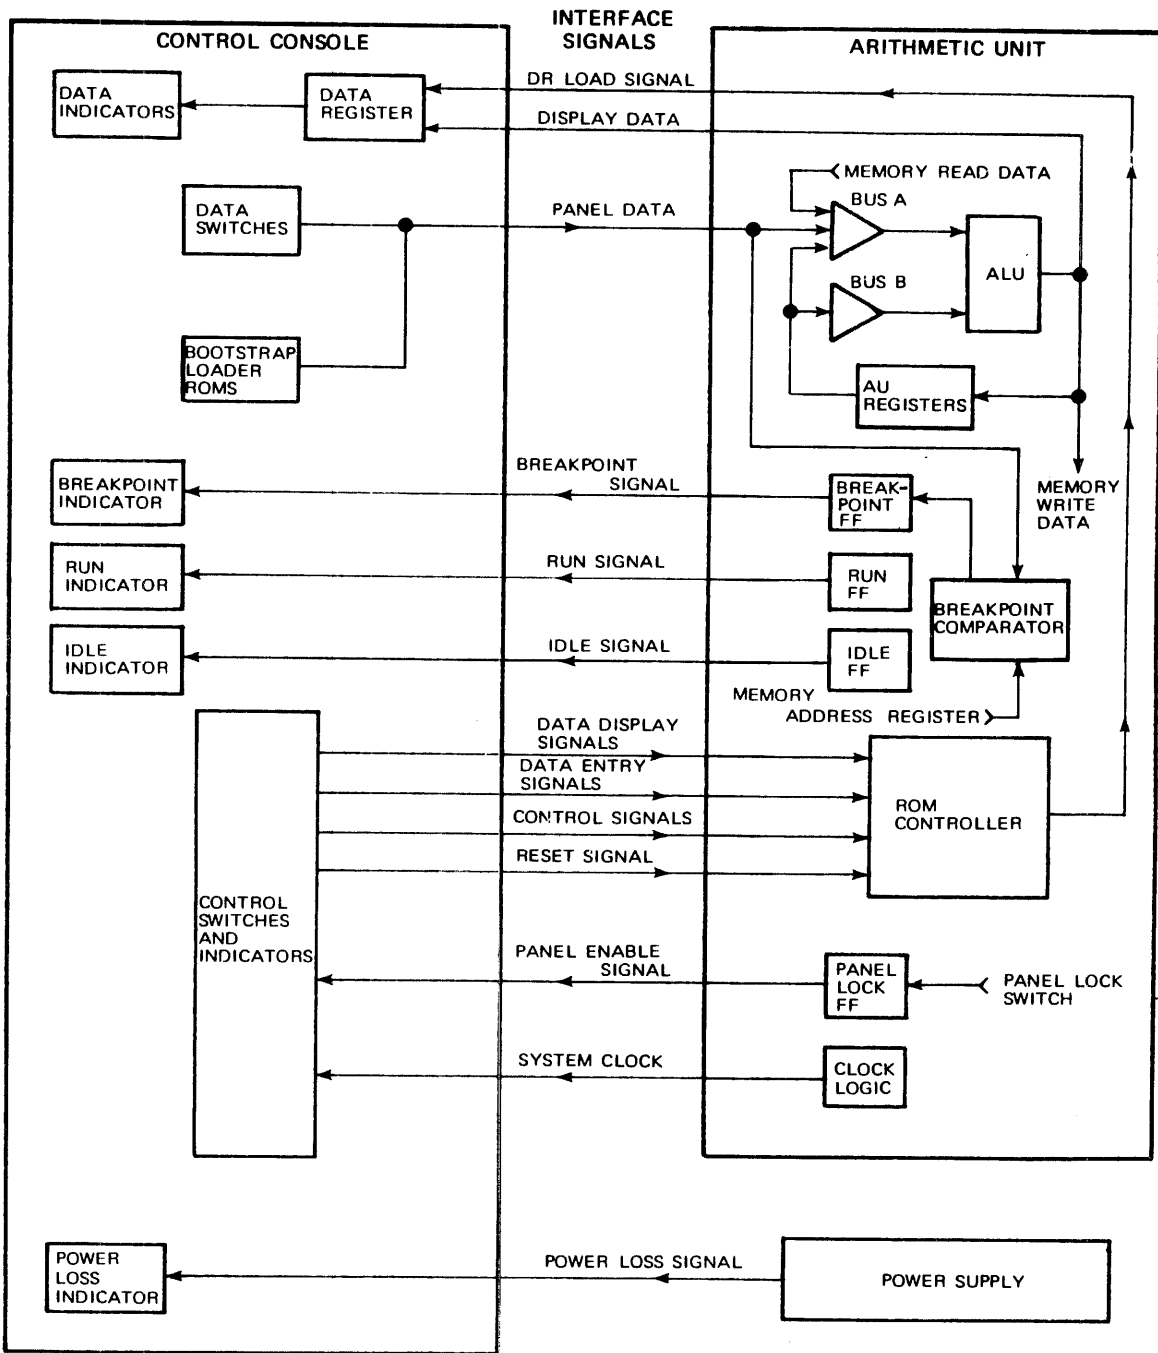 INTERFACE
SIGNALS
CONTROL CONSOLE
ARITHMETIC UNIT
DATA
INDICATORS
DATA
REGISTER
DR LOAD SIGNAL
DISPLAY DATA
MEMORY READ DATA
BUS A
DATA
SWITCHES
PANEL DATA
ALU
BUS B
BOOTSTRAP
LOADER
ROMS
AU
REGISTERS
BREAKPOINT
INDICATOR
BREAKPOINT
SIGNAL
BREAK-
POINT
FF
MEMORY
WRITE
DATA
RUN
INDICATOR
RUN SIGNAL
RUN
FF
BREAKPOINT
COMPARATOR
IDLE
INDICATOR
IDLE SIGNAL
IDLE
FF
MEMORY
ADDRESS REGISTER
DATA DISPLAY
SIGNALS
DATA ENTRY
SIGNALS
CONTROL SIGNALS
RESET SIGNAL
ROM
CONTROLLER
CONTROL
SWITCHES
AND
INDICATORS
PANEL ENABLE
SIGNAL
PANEL
LOCK
FF
PANEL LOCK
SWITCH
SYSTEM CLOCK
CLOCK
LOGIC
POWER
LOSS
INDICATOR
POWER LOSS SIGNAL
POWER SUPPLY